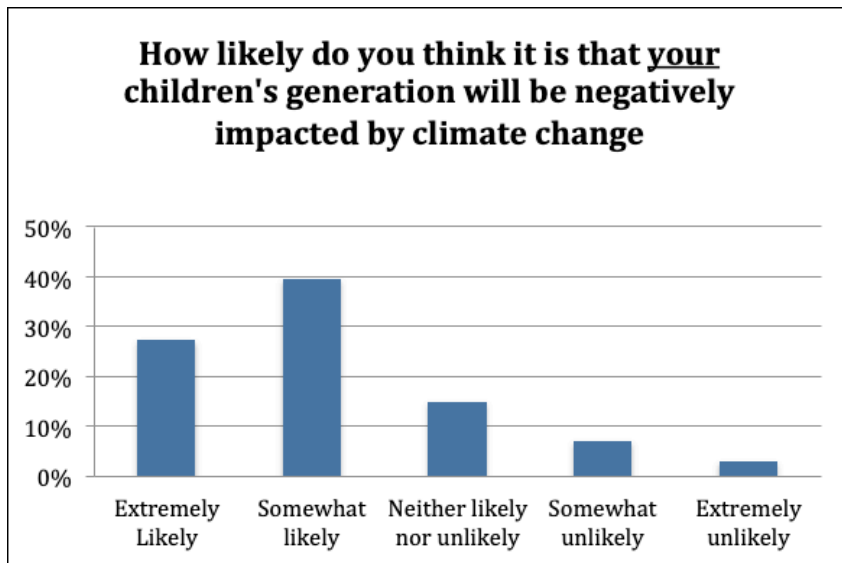 How likely do you think it is that your
children's generation will be negatively
impacted by climate change
50%
40%
30%
20%
10%
0%
Extremely
Likely
Somewhat
likely
Neither likely
nor unlikely
Somewhat
unlikely
Extremely
unlikely